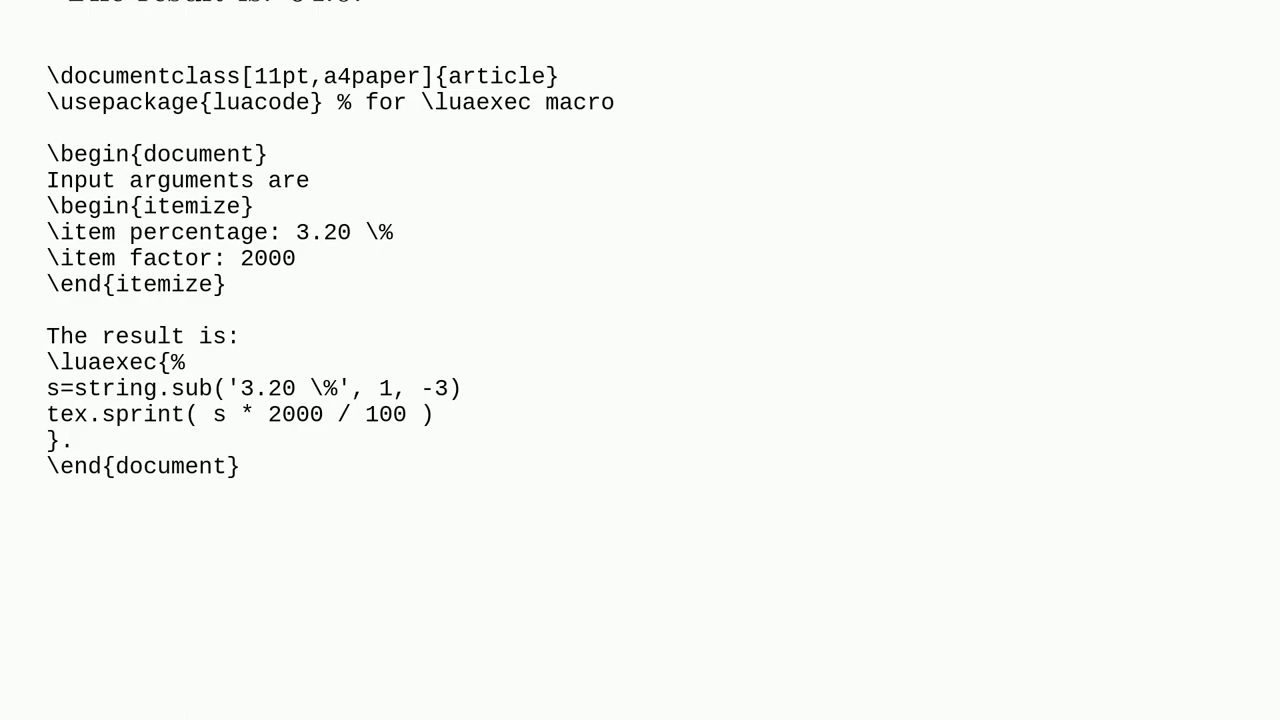 \documentclass[11pt,a4paper]{article}
\usepackage{luacode} % for \luaexec macro
\begin{document}
Input arguments are
\begin{itemize}
\item percentage: 3.20 \%
\item factor: 2000
\end{itemize}
The result is:
\luaexec{%
s=string.sub('3.20 \%', 1, -3)
tex.sprint( s * 2000 / 100 )
}.
\end{document}